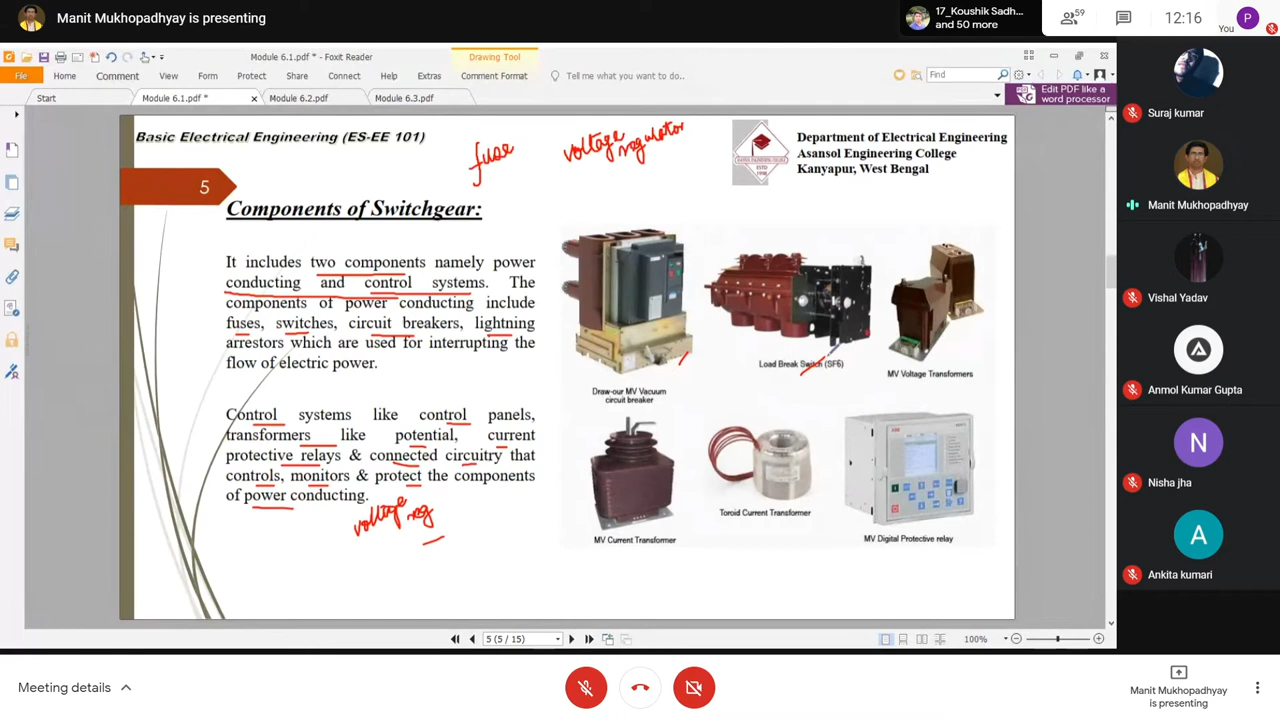 Manit Mukhopadhyay is presenting
17_Koushik Sadh...
and 50 more
59
12:16
P
You
Module 6.1.pdf * - Foxit Reader
Drawing Tool
File
Home
Comment
View
Form
Protect
Share
Connect
Help
Extras
Comment Format
Tell me what you want to do..
Find
Start
Module 6.1.pdf *
Module 6.2.pdf
Module 6.3.pdf
Edit PDF like a
word processor
Basic Electrical Engineering (ES-EE 101)
fuse
voltage
regulator
Department of Electrical Engineering
Asansol Engineering College
Kanyapur, West Bengal
5
Components of Switchgear:
It includes two components namely power
conducting and control systems. The
components of power conducting include
fuses, switches, circuit breakers, lightning
arrestors which are used for interrupting the
flow of electric power.
Control systems like control panels,
transformers like potential, current
protective relays & connected circuitry that
controls, monitors & protect the components
of power conducting.
voltage reg
Draw-our MV Vacuum
circuit breaker
Load Break Switch (SF6)
MV Voltage Transformers
MV Current Transformer
Toroid Current Transformer
MV Digital Protective relay
5 (5 / 15)
100%
Suraj kumar
Manit Mukhopadhyay
Vishal Yadav
Anmol Kumar Gupta
N
Nisha jha
A
Ankita kumari
Meeting details
Manit Mukhopadhyay
is presenting